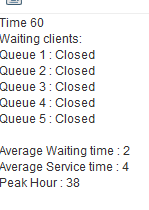 Time 60
Waiting clients:
Queue 1 : Closed
Queue 2 : Closed
Queue 3 : Closed
Queue 4 : Closed
Queue 5 : Closed
Average Waiting time : 2
Average Service time : 4
Peak Hour : 38